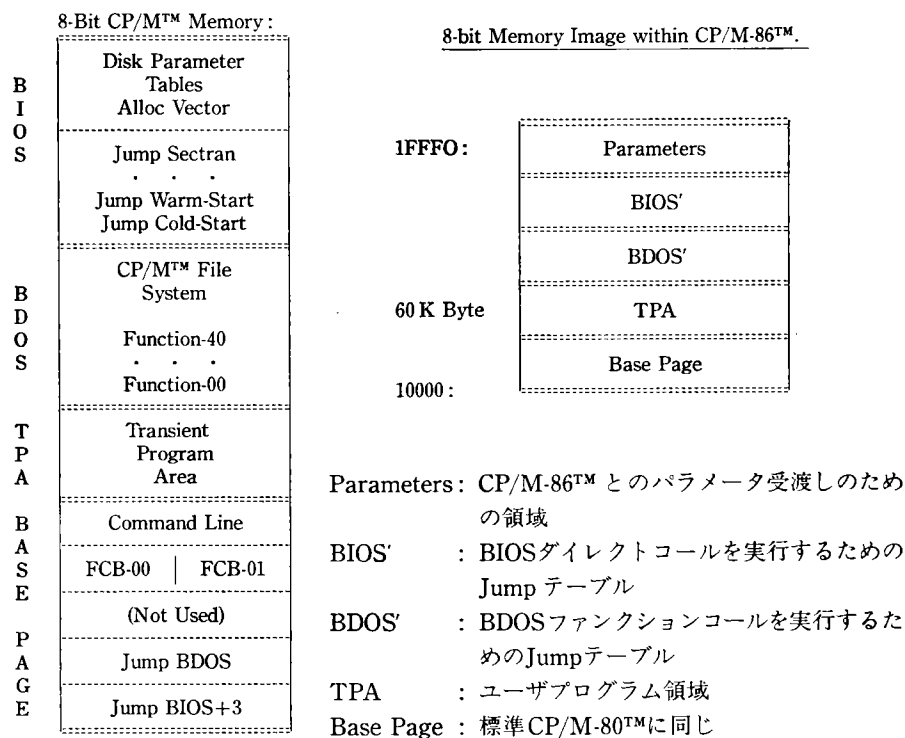 8-Bit CP/M™ Memory:
BIOS
Disk Parameter
Tables
Alloc Vector
Jump Sectran
. . .
Jump Warm-Start
Jump Cold-Start
BDOS
CP/M™ File
System
Function-40
. . .
Function-00
TPA
Transient
Program
Area
BASE PAGE
Command Line
FCB-00 | FCB-01
(Not Used)
Jump BDOS
Jump BIOS+3
8-bit Memory Image within CP/M-86™.
1FFFO: Parameters
BIOS'
BDOS'
60K Byte TPA
Base Page
10000:
Parameters: CP/M-86™ とのパラメータ受渡しのため
の領域
BIOS' : BIOSダイレクトコールを実行するための
Jump テーブル
BDOS' : BDOSファンクションコールを実行するた
めのJumpテーブル
TPA : ユーザプログラム領域
Base Page : 標準CP/M-80™に同じ